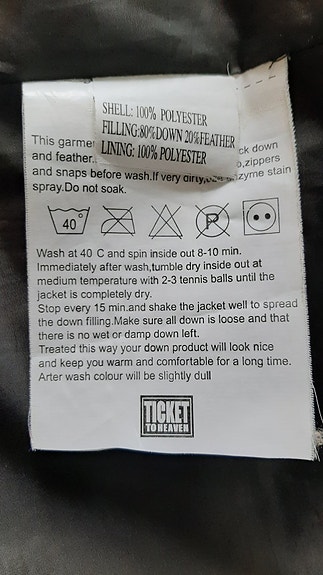 SHELL: 100% POLYESTER
FILLING:80%DOWN 20%FEATHER
LINING: 100% POLYESTER
This garme
ck down
and feather.
,zippers
and snaps before wash.If very dirty, enzyme stain
spray.Do not soak.
40
P
Wash at 40 C and spin inside out 8-10 min.
Immediately after wash,tumble dry inside out at
medium temperature with 2-3 tennis balls until the
jacket is completely dry.
Stop every 15 min.and shake the jacket well to spread
the down filling.Make sure all down is loose and that
there is no wet or damp down left.
Treated this way your down product will look nice
and keep you warm and comfortable for a long time.
Arter wash colour will be slightly dull
TICKET
TO HEAVEN